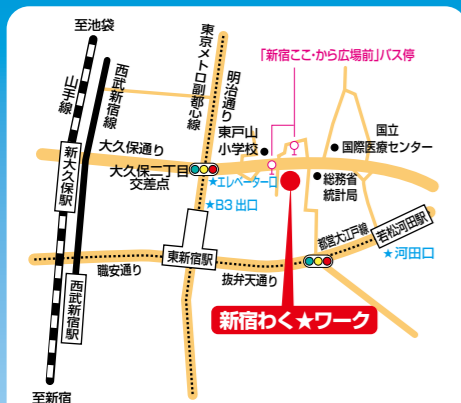 至池袋
山手線
西武新宿線
東京メトロ副都心線
明治通り
「新宿ここ・から広場前」バス停
大久保通り
東戸山
小学校
国立
国際医療センター
新大久保駅
大久保二丁目
交差点
★エレベーター口
★B3 出口
総務省
統計局
都営大江戸線
若松河田駅
★河田口
東新宿駅
職安通り
抜弁天通り
西武新宿駅
新宿わく★ワーク
至新宿